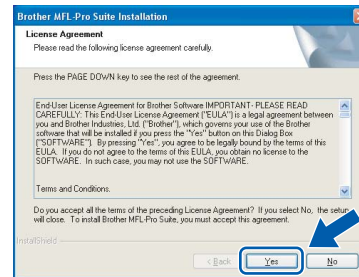 Brother MFL-Pro Suite Installation
License Agreement
Please read the following license agreement carefully.
Press the PAGE DOWN key to see the rest of the agreement.
End-User License Agreement for Brother Software IMPORTANT- PLEASE READ
CAREFULLY: This End-User License Agreement ("EULA") is a legal agreement between
you and Brother Industries, Ltd. ("Brother"), which governs your use of the Brother
software that will be installed if you press the "Yes" button on this Dialog Box
("SOFTWARE"). By pressing "Yes", you agree to be legally bound by the terms of this
EULA. If you do not agree to the terms of this EULA, you obtain no license to the
SOFTWARE. In such case, you may not use the SOFTWARE.
Terms and Conditions.
Do you accept all the terms of the preceding License Agreement? If you select No, the setup
will close. To install Brother MFL-Pro Suite, you must accept this agreement.
InstallShield
< Back
Yes
No